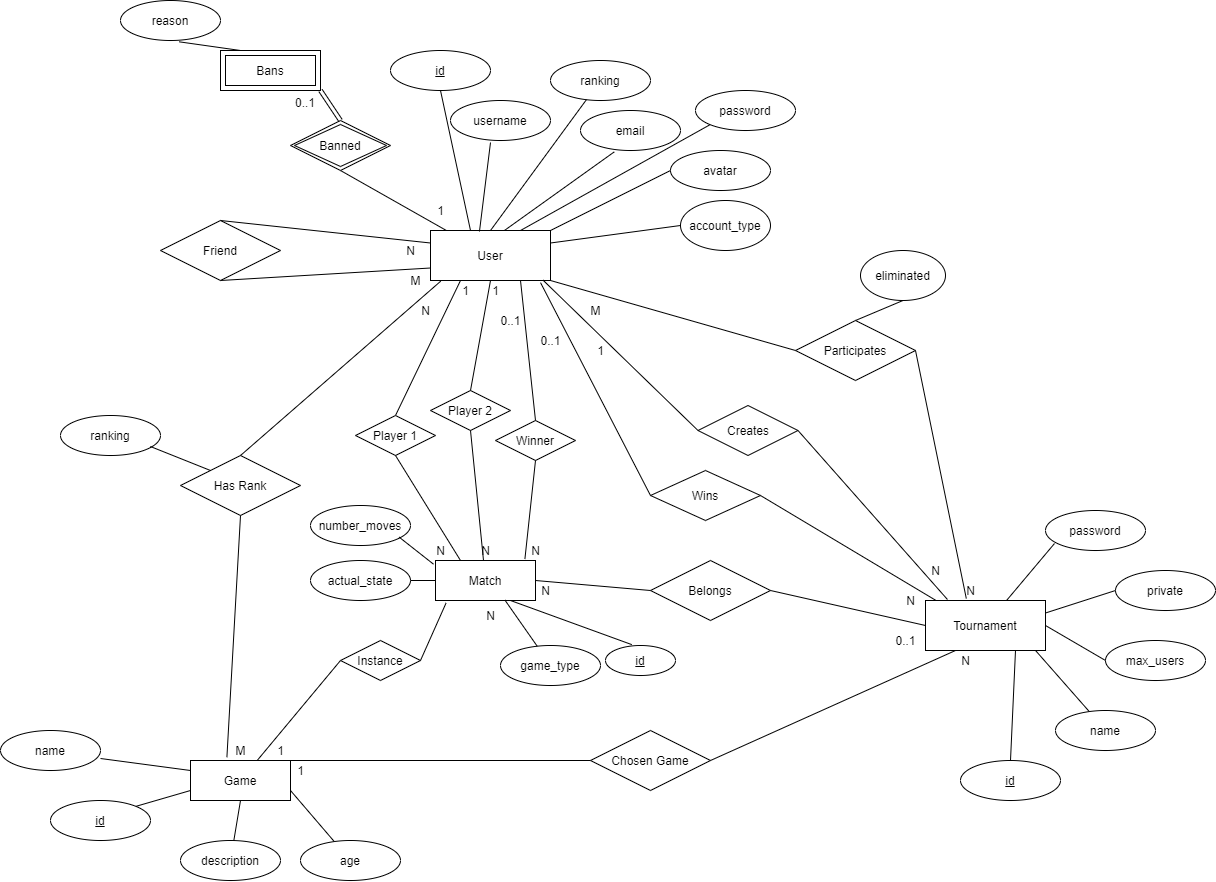 reason
Bans
id
ranking
username
email
password
0..1
Banned
avatar
1
account_type
Friend
N
User
M
N
1
1
0..1
0..1
1
M
eliminated
Participates
Player 1
Player 2
Winner
Creates
ranking
Has Rank
Wins
number_moves
N
N
N
actual_state
Match
N
Belongs
N
N
N
password
private
Tournament
0..1
N
max_users
N
Instance
game_type
id
name
name
M
1
1
Chosen Game
Game
id
id
description
age